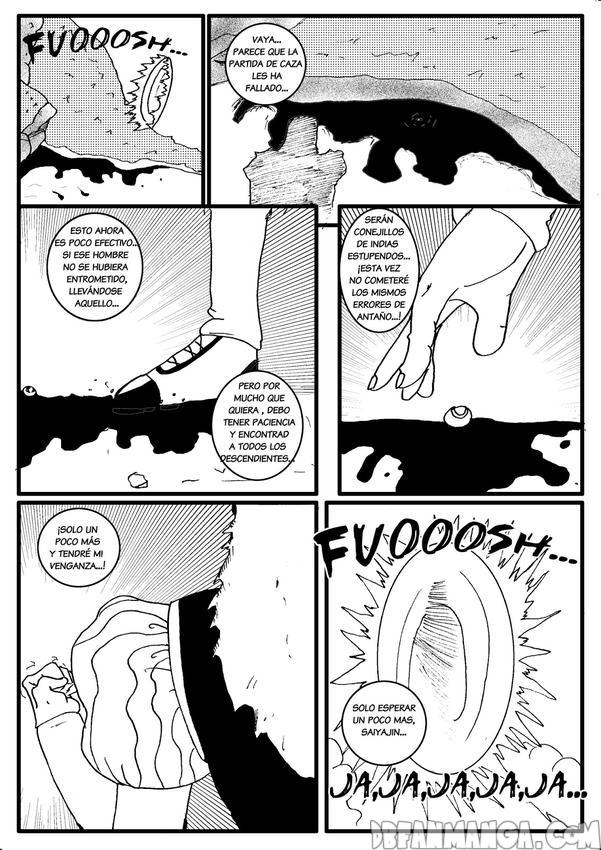 FVOOOSH...
VAYA...
PARECE QUE LA
PARTIDA DE CAZA
LES HA
FALLADO...
ESTO AHORA
ES POCO EFECTIVO..
SI ESE HOMBRE
NO SE HUBIERA
ENTROMETIDO,
LLEVÁNDOSE
AQUELLO...
PERO POR
MUCHO QUE
QUIERA , DEBO
TENER PACIENCIA
Y ENCONTRAD
A TODOS LOS
DESCENDIENTES...
SERÁN
CONEJILLOS DE
INDIAS
ESTUPENDOS...
¡ESTA VEZ
NO COMETERÉ
LOS MISMOS
ERRORES DE
ANTAÑO...!
¡SOLO UN
POCO MÁS
Y TENDRÉ MI
VENGANZA...!
FVOOOSH...
SOLO ESPERAR
UN POCO MAS,
SAIYAJIN...
JA,JA,JA,JA,JA...
DBFANMANGA.COM